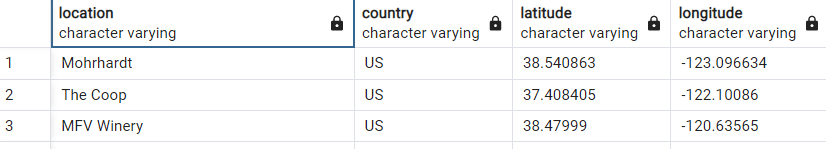 location country latitude longitude
character varying character varying character varying character varying
1 Mohrhardt US 38.540863 -123.096634
2 The Coop US 37.408405 -122.10086
3 MFV Winery US 38.47999 -120.63565